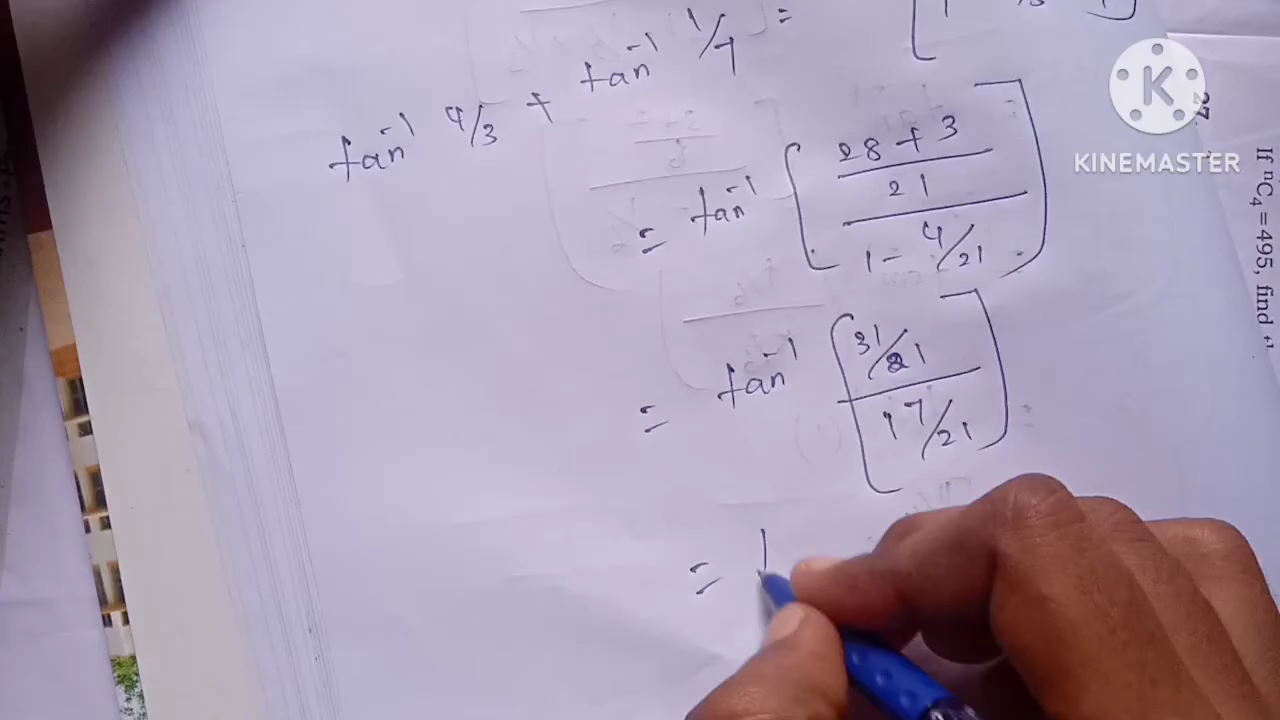 tan⁻¹ 4/3 + tan⁻¹ 1/7 =
= tan⁻¹ [ (28 + 3)/21 / (1 - 4/21) ]
= tan⁻¹ [ 31/21 / 17/21 ]
=
KINEMASTER
27.
If ⁿC₄ = 495, find